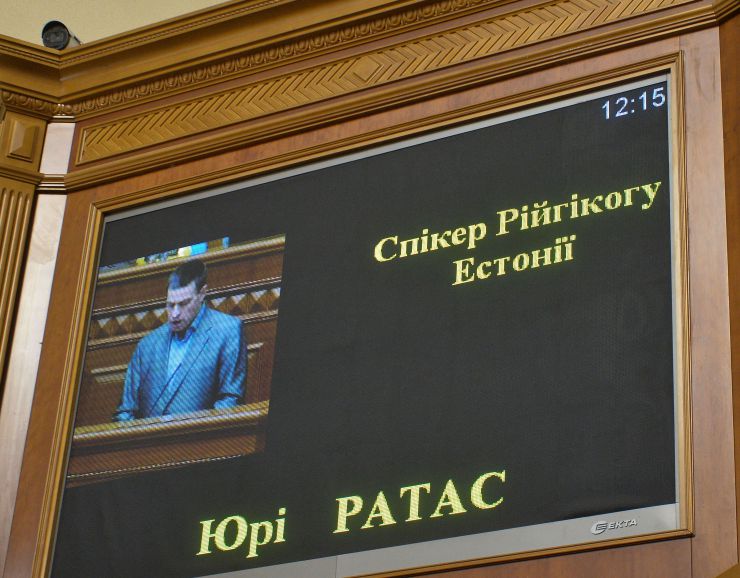 12:15
Спікер Рійгікогу
Естонії
Юрі РАТАС
EKTA